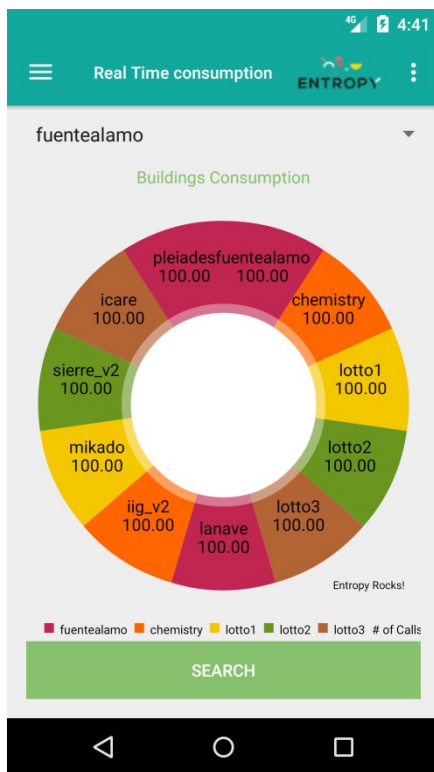 4G 4:41
Real Time consumption ENTROPY
fuentealamo
Buildings Consumption
pleiades fuentealamo
100.00 100.00
icare
100.00
chemistry
100.00
sierre_v2
100.00
lotto1
100.00
mikado
100.00
lotto2
100.00
iig_v2
100.00
lanave
100.00
lotto3
100.00
Entropy Rocks!
fuentealamo chemistry lotto1 lotto2 lotto3 # of Calls
SEARCH